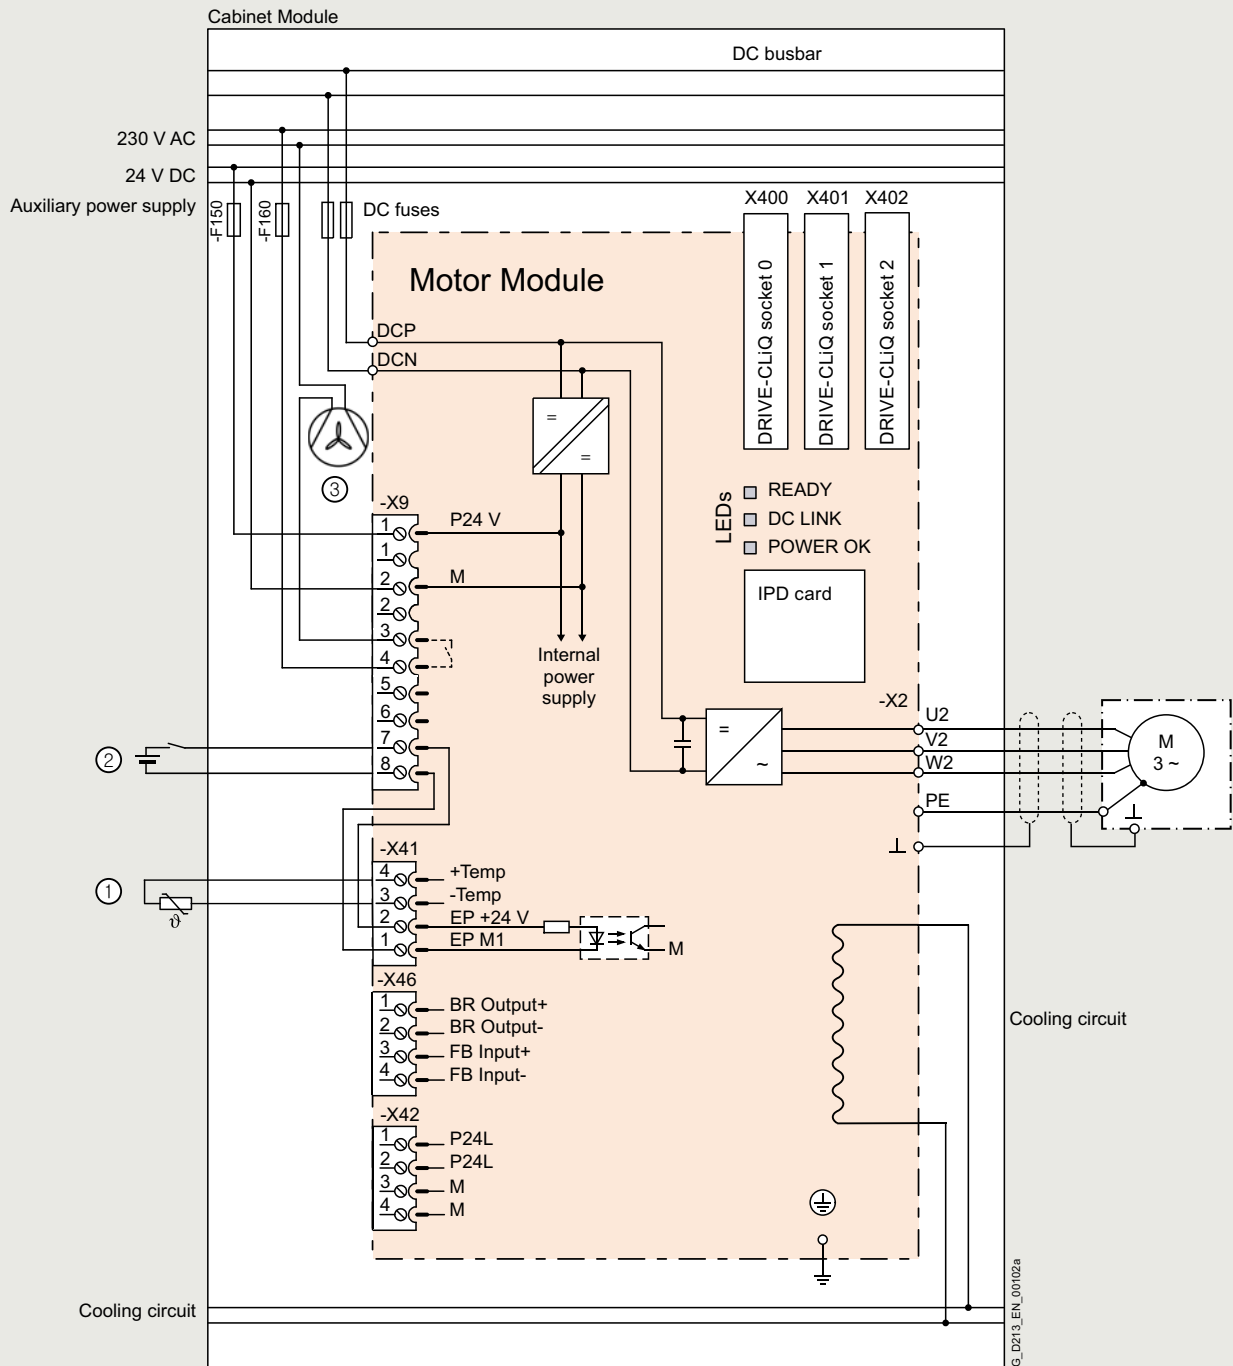 Cabinet Module
DC busbar
230 V AC
24 V DC
Auxiliary power supply
-F150
-F160
DC fuses
X400
X401
X402
DRIVE-CLiQ socket 0
DRIVE-CLiQ socket 1
DRIVE-CLiQ socket 2
Motor Module
DCP
DCN
=
=
③
LEDs
READY
DC LINK
POWER OK
IPD card
-X9
1
P24 V
1
2
M
2
3
4
5
6
7
8
Internal
power
supply
②
=
~
-X2
U2
V2
W2
PE
M
3 ~
-X41
①
ϑ
4
+Temp
3
-Temp
2
EP +24 V
1
EP M1
M
-X46
1
BR Output+
2
BR Output-
3
FB Input+
4
FB Input-
Cooling circuit
-X42
1
P24L
2
P24L
3
M
4
M
Cooling circuit
G_D213_EN_00102a